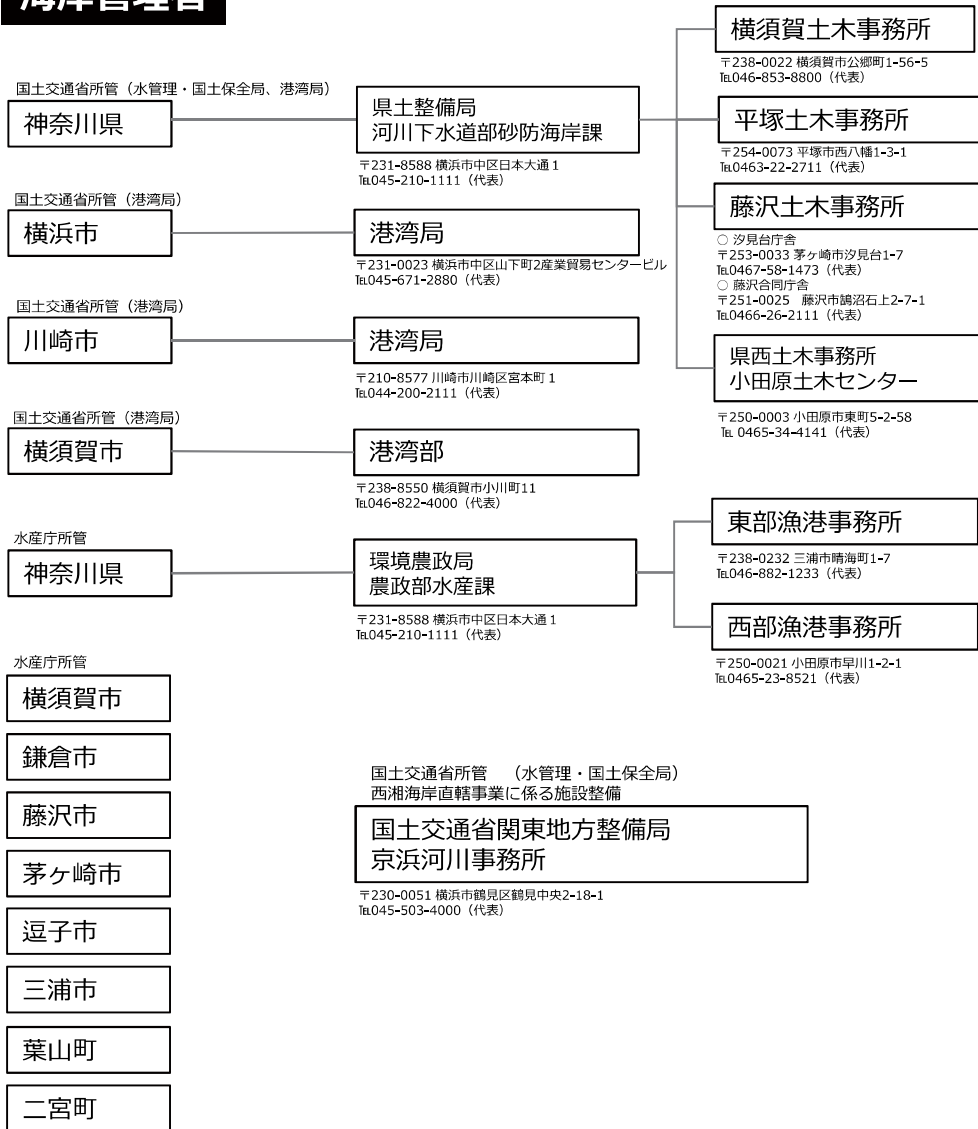 海岸管理者
国土交通省所管（水管理・国土保全局、港湾局）
神奈川県
県土整備局
河川下水道部砂防海岸課
〒231-8588 横浜市中区日本大通1
℡045-210-1111（代表）
横須賀土木事務所
〒238-0022 横須賀市公郷町1-56-5
℡046-853-8800（代表）
平塚土木事務所
〒254-0073 平塚市西八幡1-3-1
℡0463-22-2711（代表）
藤沢土木事務所
○ 汐見台庁舎
〒253-0033 茅ヶ崎市汐見台1-7
℡0467-58-1473（代表）
○ 藤沢合同庁舎
〒251-0025　藤沢市鵠沼石上2-7-1
℡0466-26-2111（代表）
県西土木事務所
小田原土木センター
〒250-0003 小田原市東町5-2-58
℡ 0465-34-4141（代表）
国土交通省所管（港湾局）
横浜市
港湾局
〒231-0023 横浜市中区山下町2産業貿易センタービル
℡045-671-2880（代表）
国土交通省所管（港湾局）
川崎市
港湾局
〒210-8577 川崎市川崎区宮本町1
℡044-200-2111（代表）
国土交通省所管（港湾局）
横須賀市
港湾部
〒238-8550 横須賀市小川町11
℡046-822-4000（代表）
水産庁所管
神奈川県
環境農政局
農政部水産課
〒231-8588 横浜市中区日本大通1
℡045-210-1111（代表）
東部漁港事務所
〒238-0232 三浦市晴海町1-7
℡046-882-1233（代表）
西部漁港事務所
〒250-0021 小田原市早川1-2-1
℡0465-23-8521（代表）
水産庁所管
横須賀市
鎌倉市
藤沢市
茅ヶ崎市
逗子市
三浦市
葉山町
二宮町
国土交通省所管　（水管理・国土保全局）
西湘海岸直轄事業に係る施設整備
国土交通省関東地方整備局
京浜河川事務所
〒230-0051 横浜市鶴見区鶴見中央2-18-1
℡045-503-4000（代表）